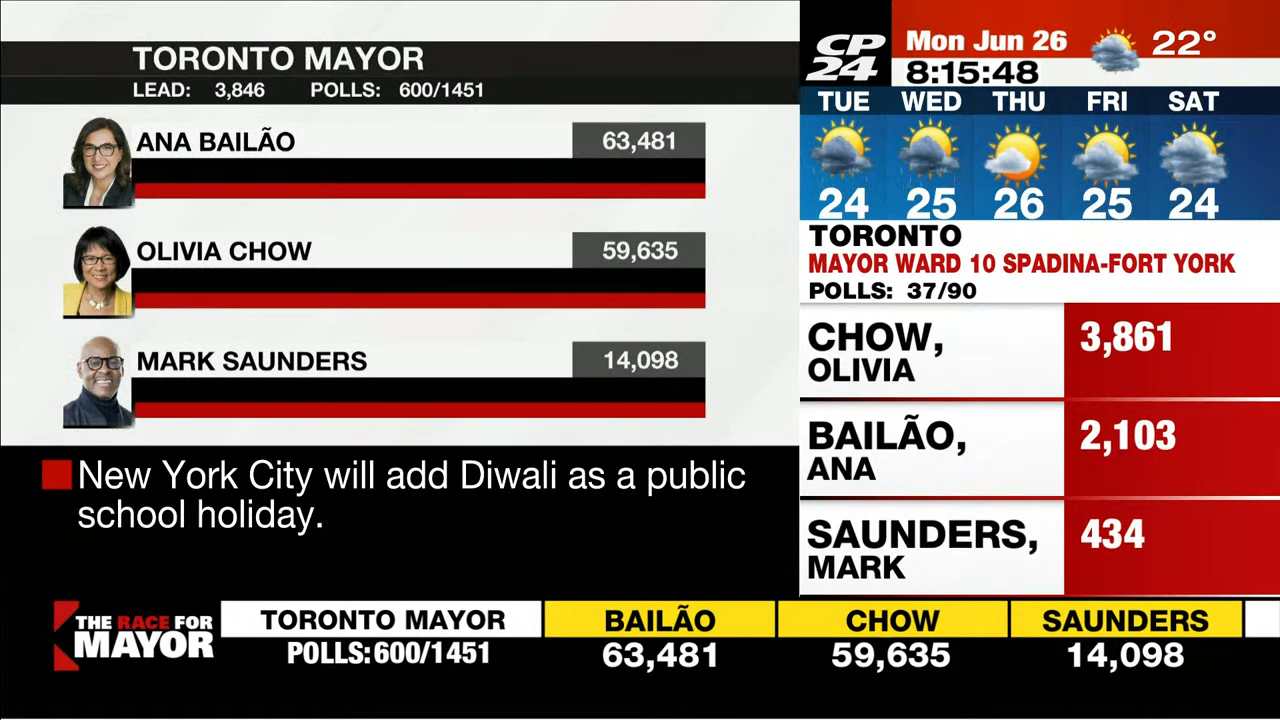 TORONTO MAYOR
LEAD: 3,846 POLLS: 600/1451
ANA BAILÃO 63,481
OLIVIA CHOW 59,635
MARK SAUNDERS 14,098
New York City will add Diwali as a public
school holiday.
CP
24
Mon Jun 26 22°
8:15:48
TUE WED THU FRI SAT
24 25 26 25 24
TORONTO
MAYOR WARD 10 SPADINA-FORT YORK
POLLS: 37/90
CHOW, 3,861
OLIVIA
BAILÃO, 2,103
ANA
SAUNDERS, 434
MARK
THE RACE FOR
MAYOR
TORONTO MAYOR BAILÃO CHOW SAUNDERS
POLLS:600/1451 63,481 59,635 14,098